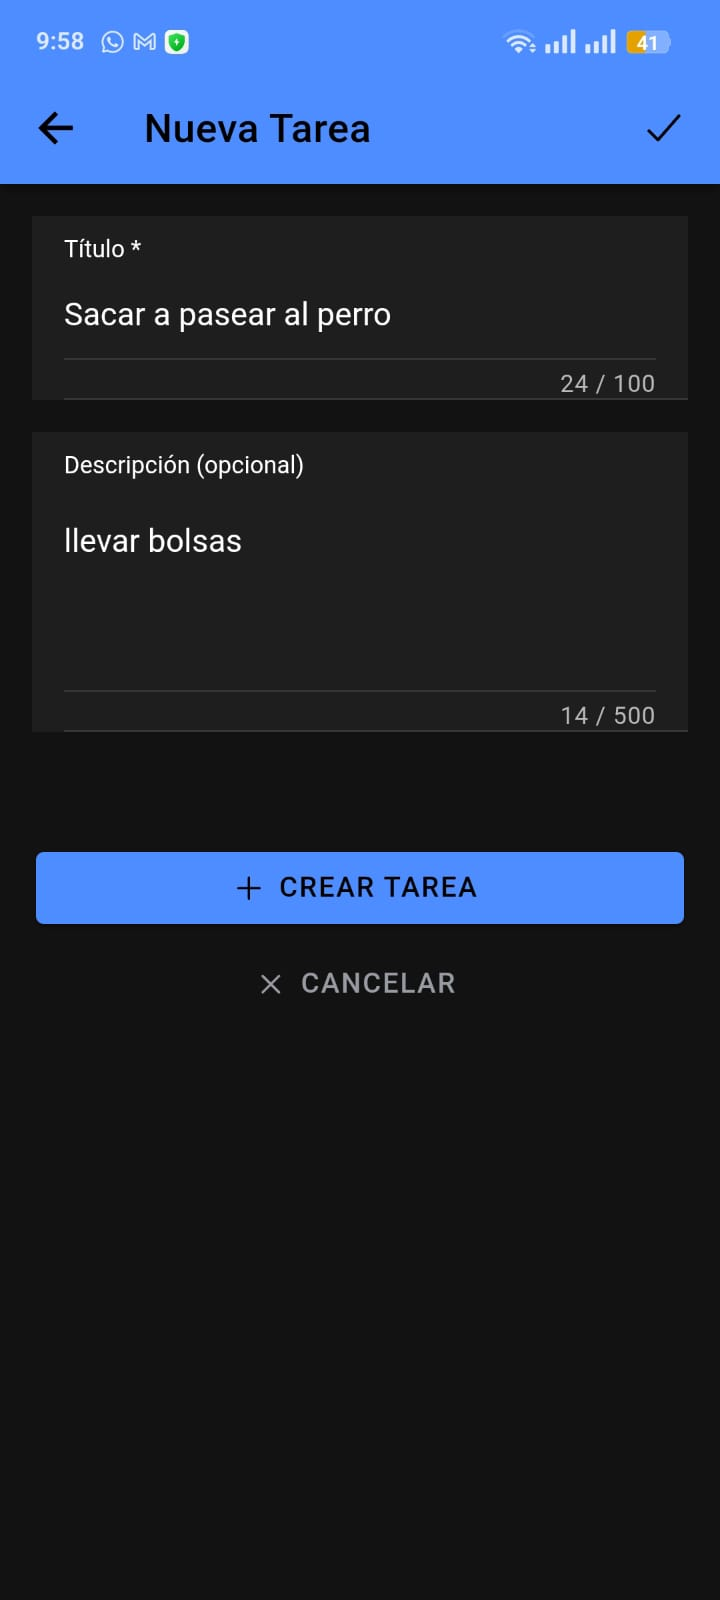 9:58
41
Nueva Tarea
Título *
Sacar a pasear al perro
24 / 100
Descripción (opcional)
llevar bolsas
14 / 500
CREAR TAREA
CANCELAR